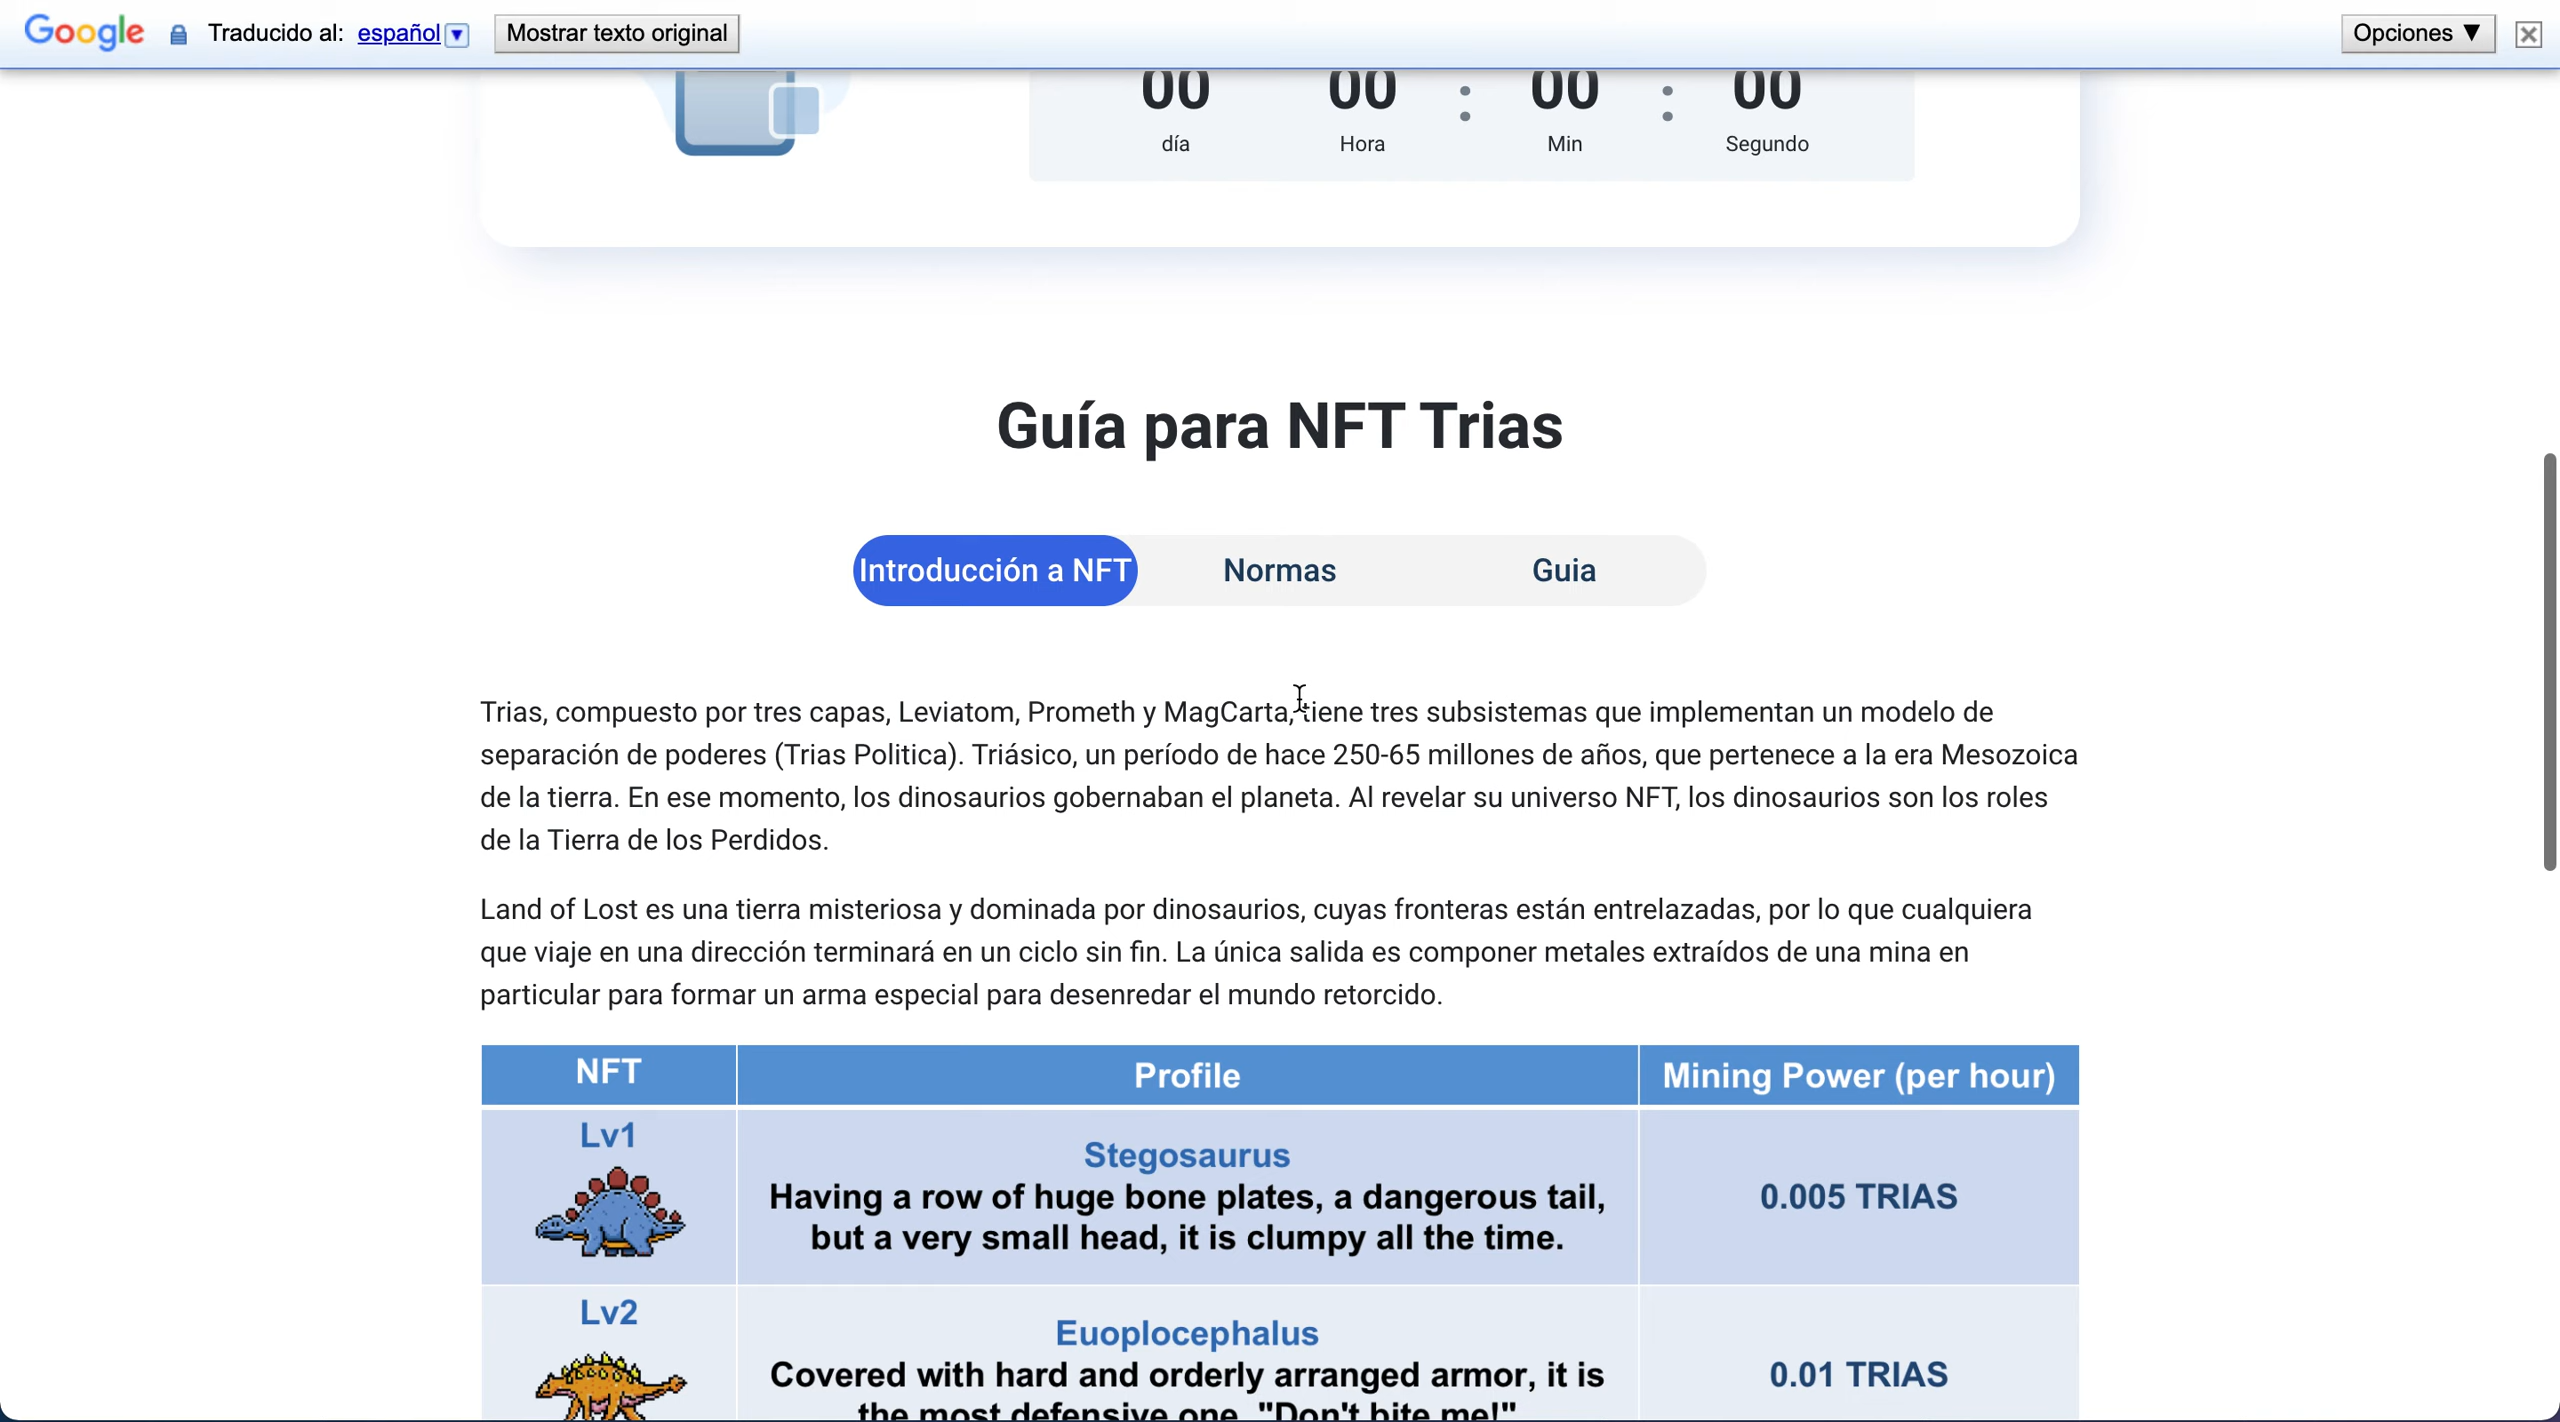 Google Traducido al: español Mostrar texto original Opciones ▼
00 00 : 00 : 00
día Hora Min Segundo
Guía para NFT Trias
Introducción a NFT Normas Guia
Trias, compuesto por tres capas, Leviatom, Prometh y MagCarta, tiene tres subsistemas que implementan un modelo de
separación de poderes (Trias Politica). Triásico, un período de hace 250-65 millones de años, que pertenece a la era Mesozoica
de la tierra. En ese momento, los dinosaurios gobernaban el planeta. Al revelar su universo NFT, los dinosaurios son los roles
de la Tierra de los Perdidos.
Land of Lost es una tierra misteriosa y dominada por dinosaurios, cuyas fronteras están entrelazadas, por lo que cualquiera
que viaje en una dirección terminará en un ciclo sin fin. La única salida es componer metales extraídos de una mina en
particular para formar un arma especial para desenredar el mundo retorcido.
NFT Profile Mining Power (per hour)
Lv1
Stegosaurus
Having a row of huge bone plates, a dangerous tail,
but a very small head, it is clumpy all the time.
0.005 TRIAS
Lv2
Euoplocephalus
Covered with hard and orderly arranged armor, it is
the most defensive one. "Don't bite me!"
0.01 TRIAS